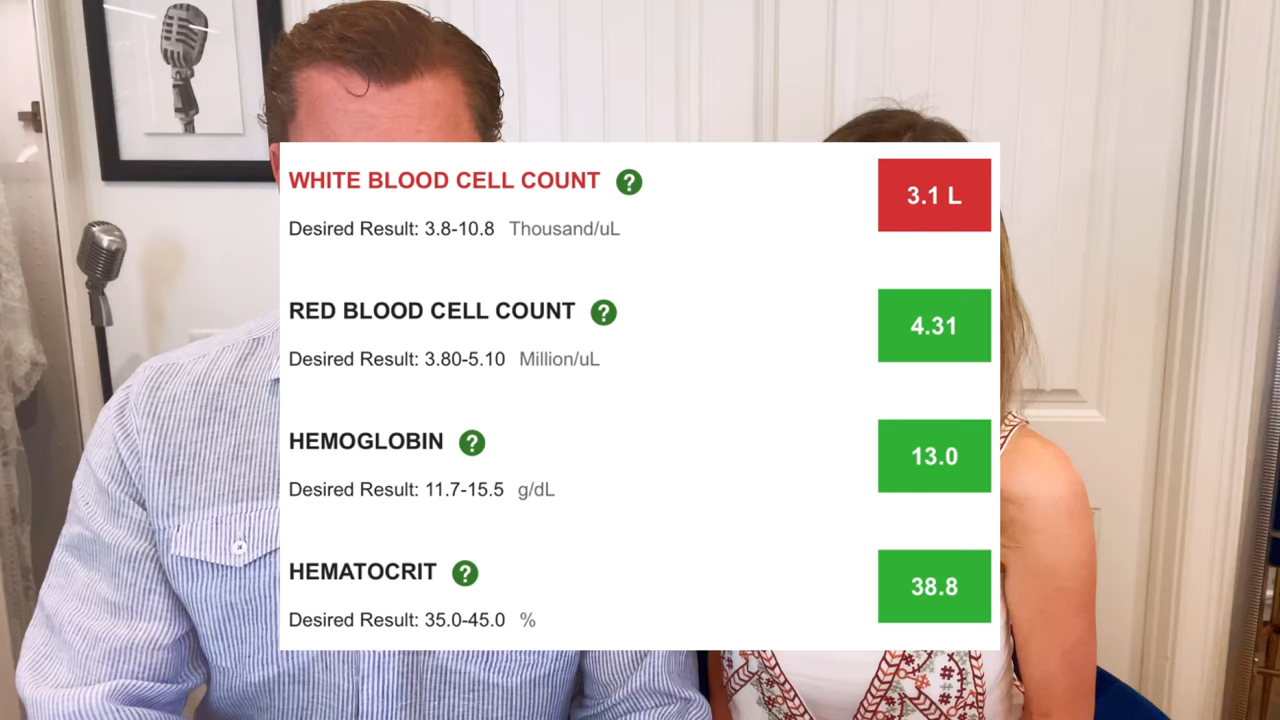 WHITE BLOOD CELL COUNT ? 3.1 L
Desired Result: 3.8-10.8 Thousand/uL
RED BLOOD CELL COUNT ? 4.31
Desired Result: 3.80-5.10 Million/uL
HEMOGLOBIN ? 13.0
Desired Result: 11.7-15.5 g/dL
HEMATOCRIT ? 38.8
Desired Result: 35.0-45.0 %